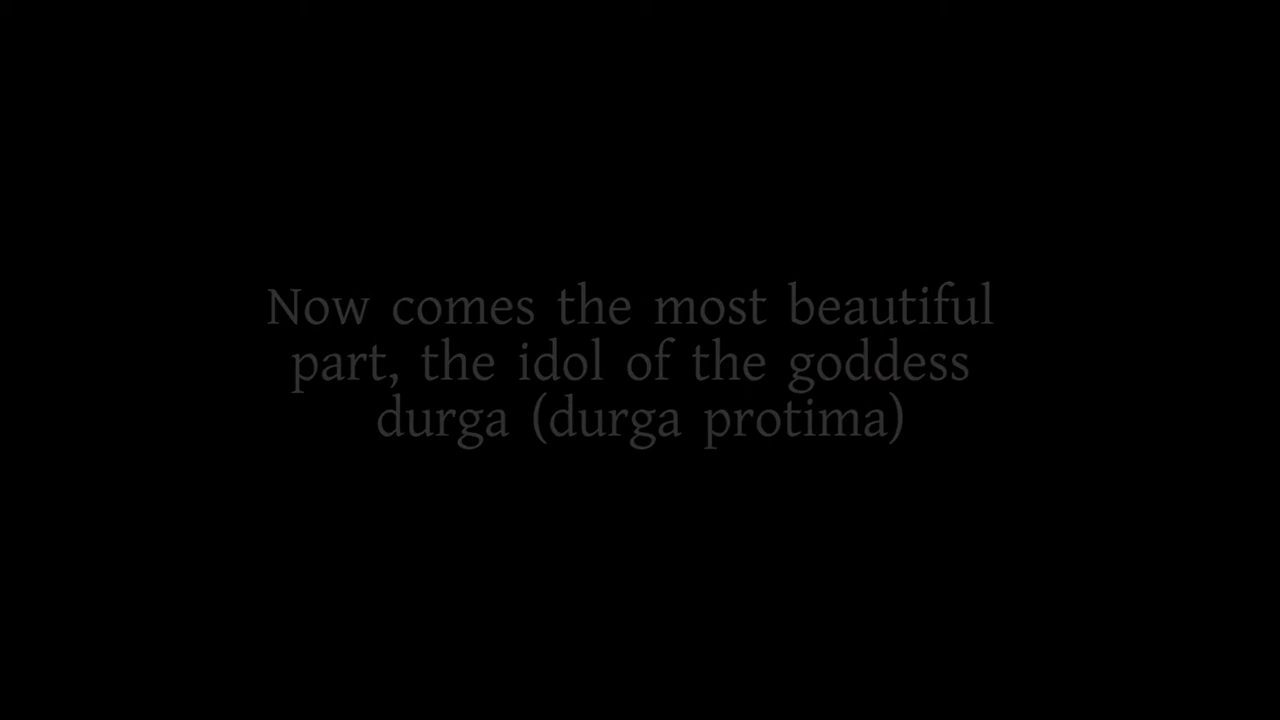 Now comes the most beautiful
part, the idol of the goddess
durga (durga protima)